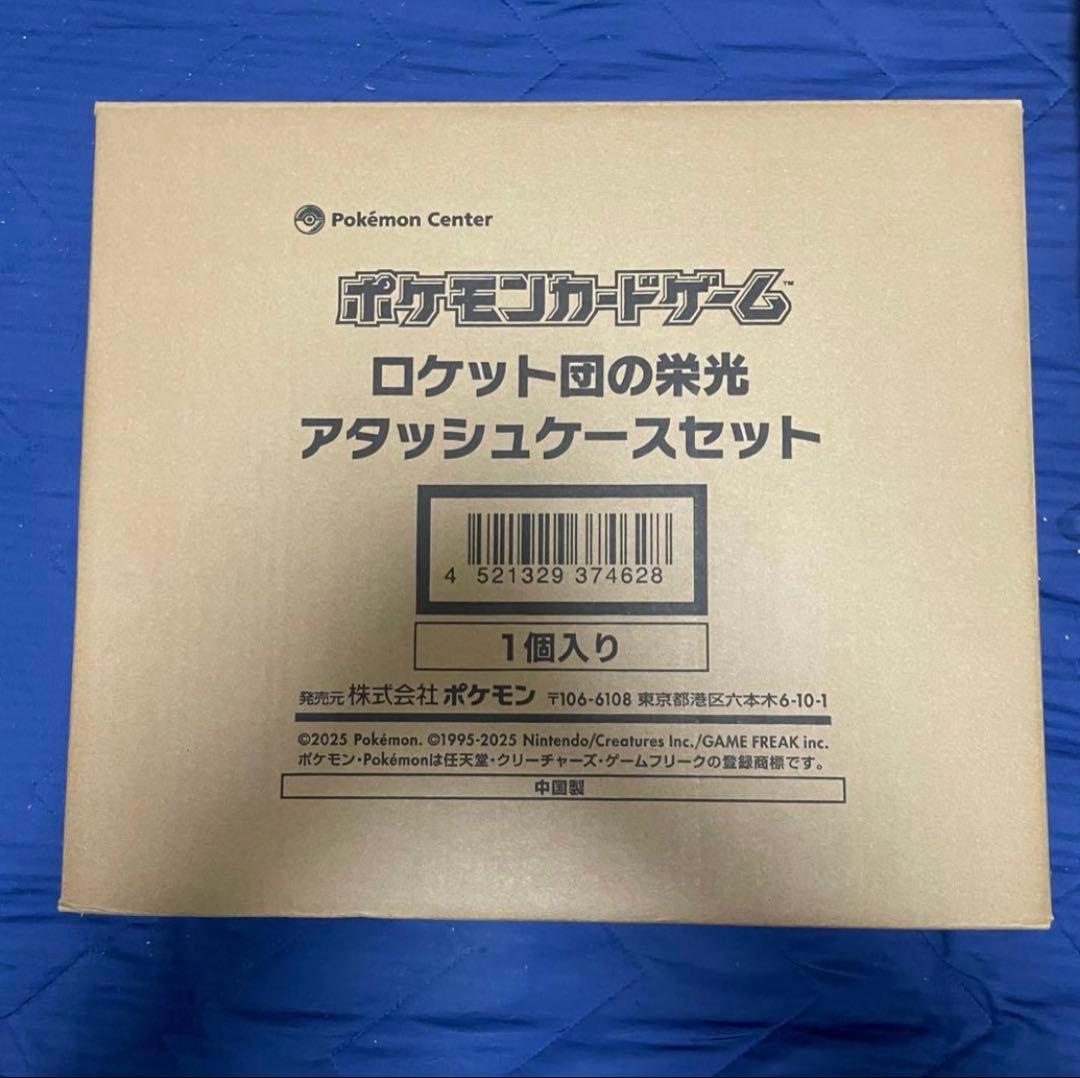 Pokémon Center
ポケモンカードゲーム™
ロケット団の栄光
アタッシュケースセット
4 521329 374628
1個入り
発売元 株式会社 ポケモン 〒106-6108 東京都港区六本木6-10-1
©2025 Pokémon. ©1995-2025 Nintendo/Creatures Inc./GAME FREAK inc.
ポケモン・Pokémonは任天堂・クリーチャーズ・ゲームフリークの登録商標です。
中国製